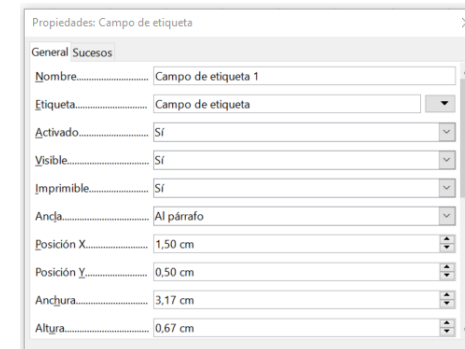 Propiedades: Campo de etiqueta
General Sucesos
Nombre............................. Campo de etiqueta 1
Etiqueta............................. Campo de etiqueta
Activado............................ Sí
Visible................................ Sí
Imprimible........................ Sí
Ancla.................................. Al párrafo
Posición X......................... 1,50 cm
Posición Y......................... 0,50 cm
Anchura............................. 3,17 cm
Altura................................. 0,67 cm